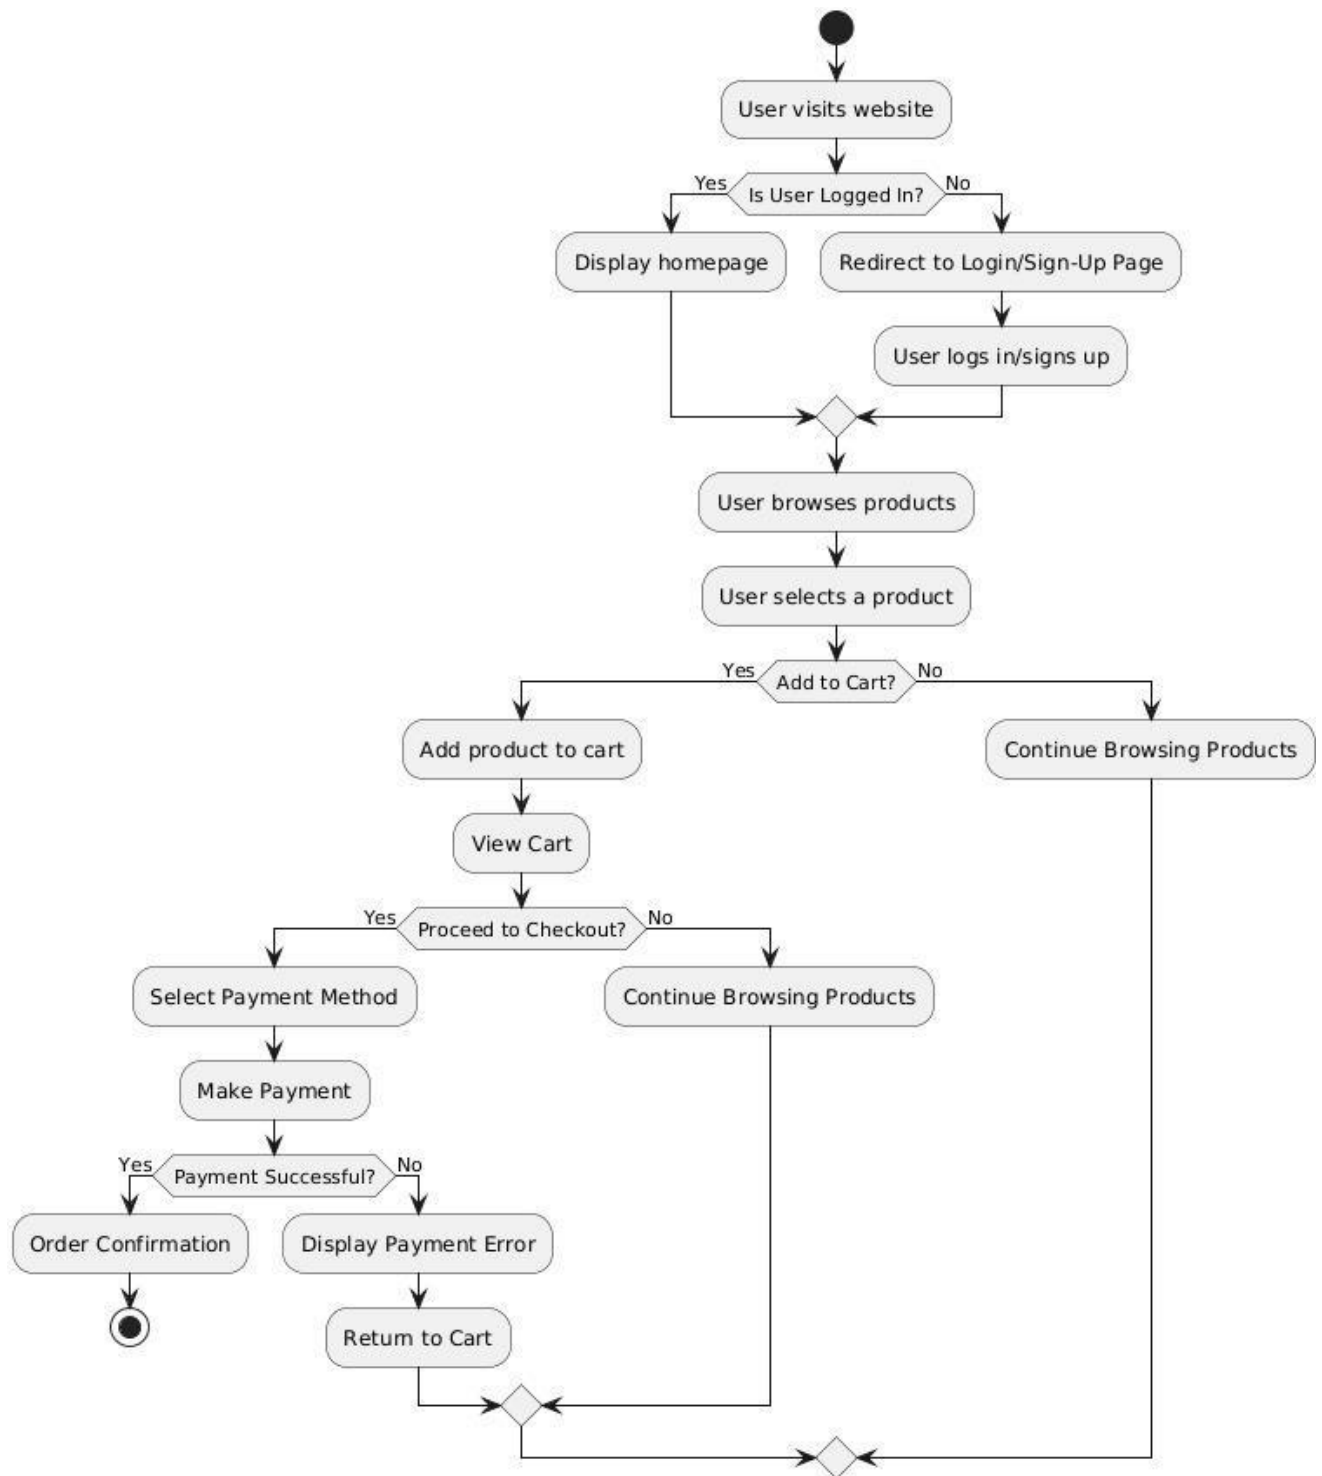 User visits website
Yes
Is User Logged In?
No
Display homepage
Redirect to Login/Sign-Up Page
User logs in/signs up
User browses products
User selects a product
Yes
Add to Cart?
No
Add product to cart
Continue Browsing Products
View Cart
Yes
Proceed to Checkout?
No
Select Payment Method
Continue Browsing Products
Make Payment
Yes
Payment Successful?
No
Order Confirmation
Display Payment Error
Return to Cart